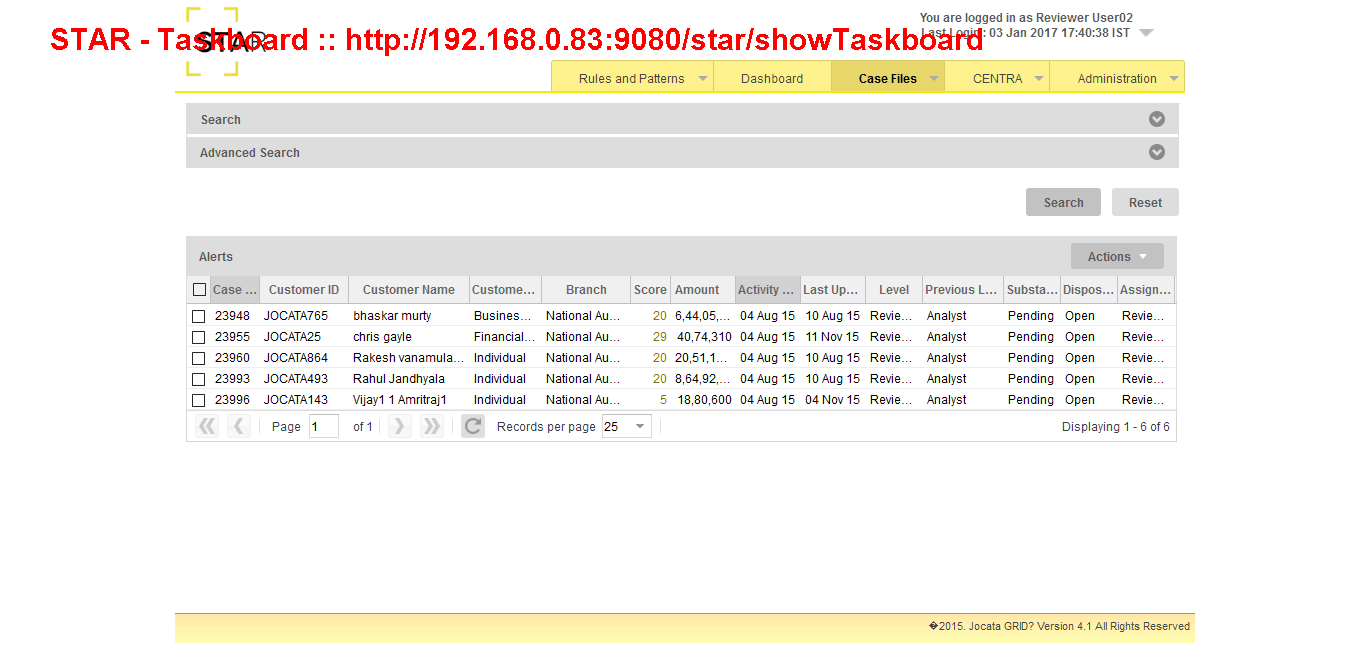 You are logged in as Reviewer User02
STAR - Taskboard :: http://192.168.0.83:9080/star/showTaskboard
STAR
Last Login : 03 Jan 2017 17:40:38 IST
Rules and Patterns Dashboard Case Files CENTRA Administration
Search
Advanced Search
Search Reset
Alerts Actions
Case ... Customer ID Customer Name Custome... Branch Score Amount Activity ... Last Up... Level Previous L... Substa... Dispos... Assign...
23948 JOCATA765 bhaskar murty Busines... National Au... 20 6,44,05,... 04 Aug 15 10 Aug 15 Revie... Analyst Pending Open Revie...
23955 JOCATA25 chris gayle Financial... National Au... 29 40,74,310 04 Aug 15 11 Nov 15 Revie... Analyst Pending Open Revie...
23960 JOCATA864 Rakesh vanamula... Individual National Au... 20 20,51,1... 04 Aug 15 10 Aug 15 Revie... Analyst Pending Open Revie...
23993 JOCATA493 Rahul Jandhyala Individual National Au... 20 8,64,92,... 04 Aug 15 10 Aug 15 Revie... Analyst Pending Open Revie...
23996 JOCATA143 Vijay1 1 Amritraj1 Individual National Au... 5 18,80,600 04 Aug 15 04 Nov 15 Revie... Analyst Pending Open Revie...
Page 1 of 1 Records per page 25 Displaying 1 - 6 of 6
�2015. Jocata GRID? Version 4.1 All Rights Reserved